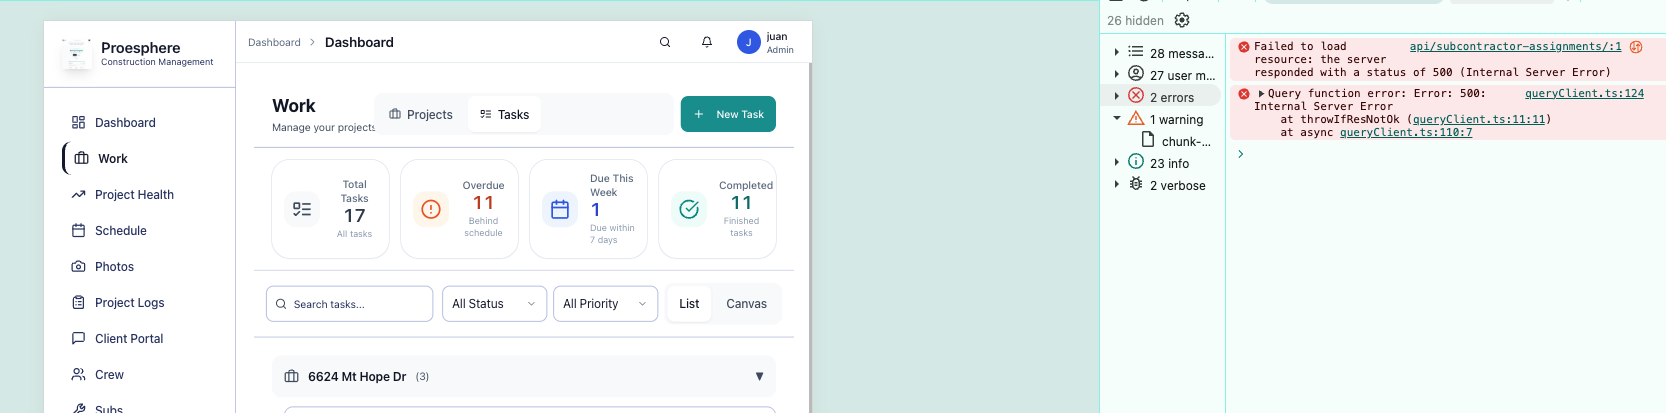 Proesphere
Construction Management
Dashboard
Work
Project Health
Schedule
Photos
Project Logs
Client Portal
Crew
Subs
Dashboard > Dashboard
J
juan
Admin
Work
Manage your projects
Projects
Tasks
+ New Task
Total Tasks
17
All tasks
Overdue
11
Behind schedule
Due This Week
1
Due within 7 days
Completed
11
Finished tasks
Search tasks...
All Status
All Priority
List
Canvas
6624 Mt Hope Dr (3)
26 hidden
28 messa...
27 user m...
2 errors
1 warning
chunk-...
23 info
2 verbose
Failed to load api/subcontractor-assignments/:1
resource: the server
responded with a status of 500 (Internal Server Error)
Query function error: Error: 500: queryClient.ts:124
Internal Server Error
at throwIfResNotOk (queryClient.ts:11:11)
at async queryClient.ts:110:7